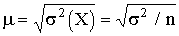 μ = √σ²(X) = √σ² / n